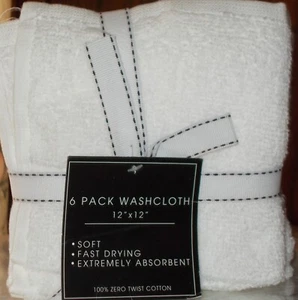 6 PACK WASHCLOTH
12"x12"
• SOFT
• FAST DRYING
• EXTREMELY ABSORBENT
100% ZERO TWIST COTTON